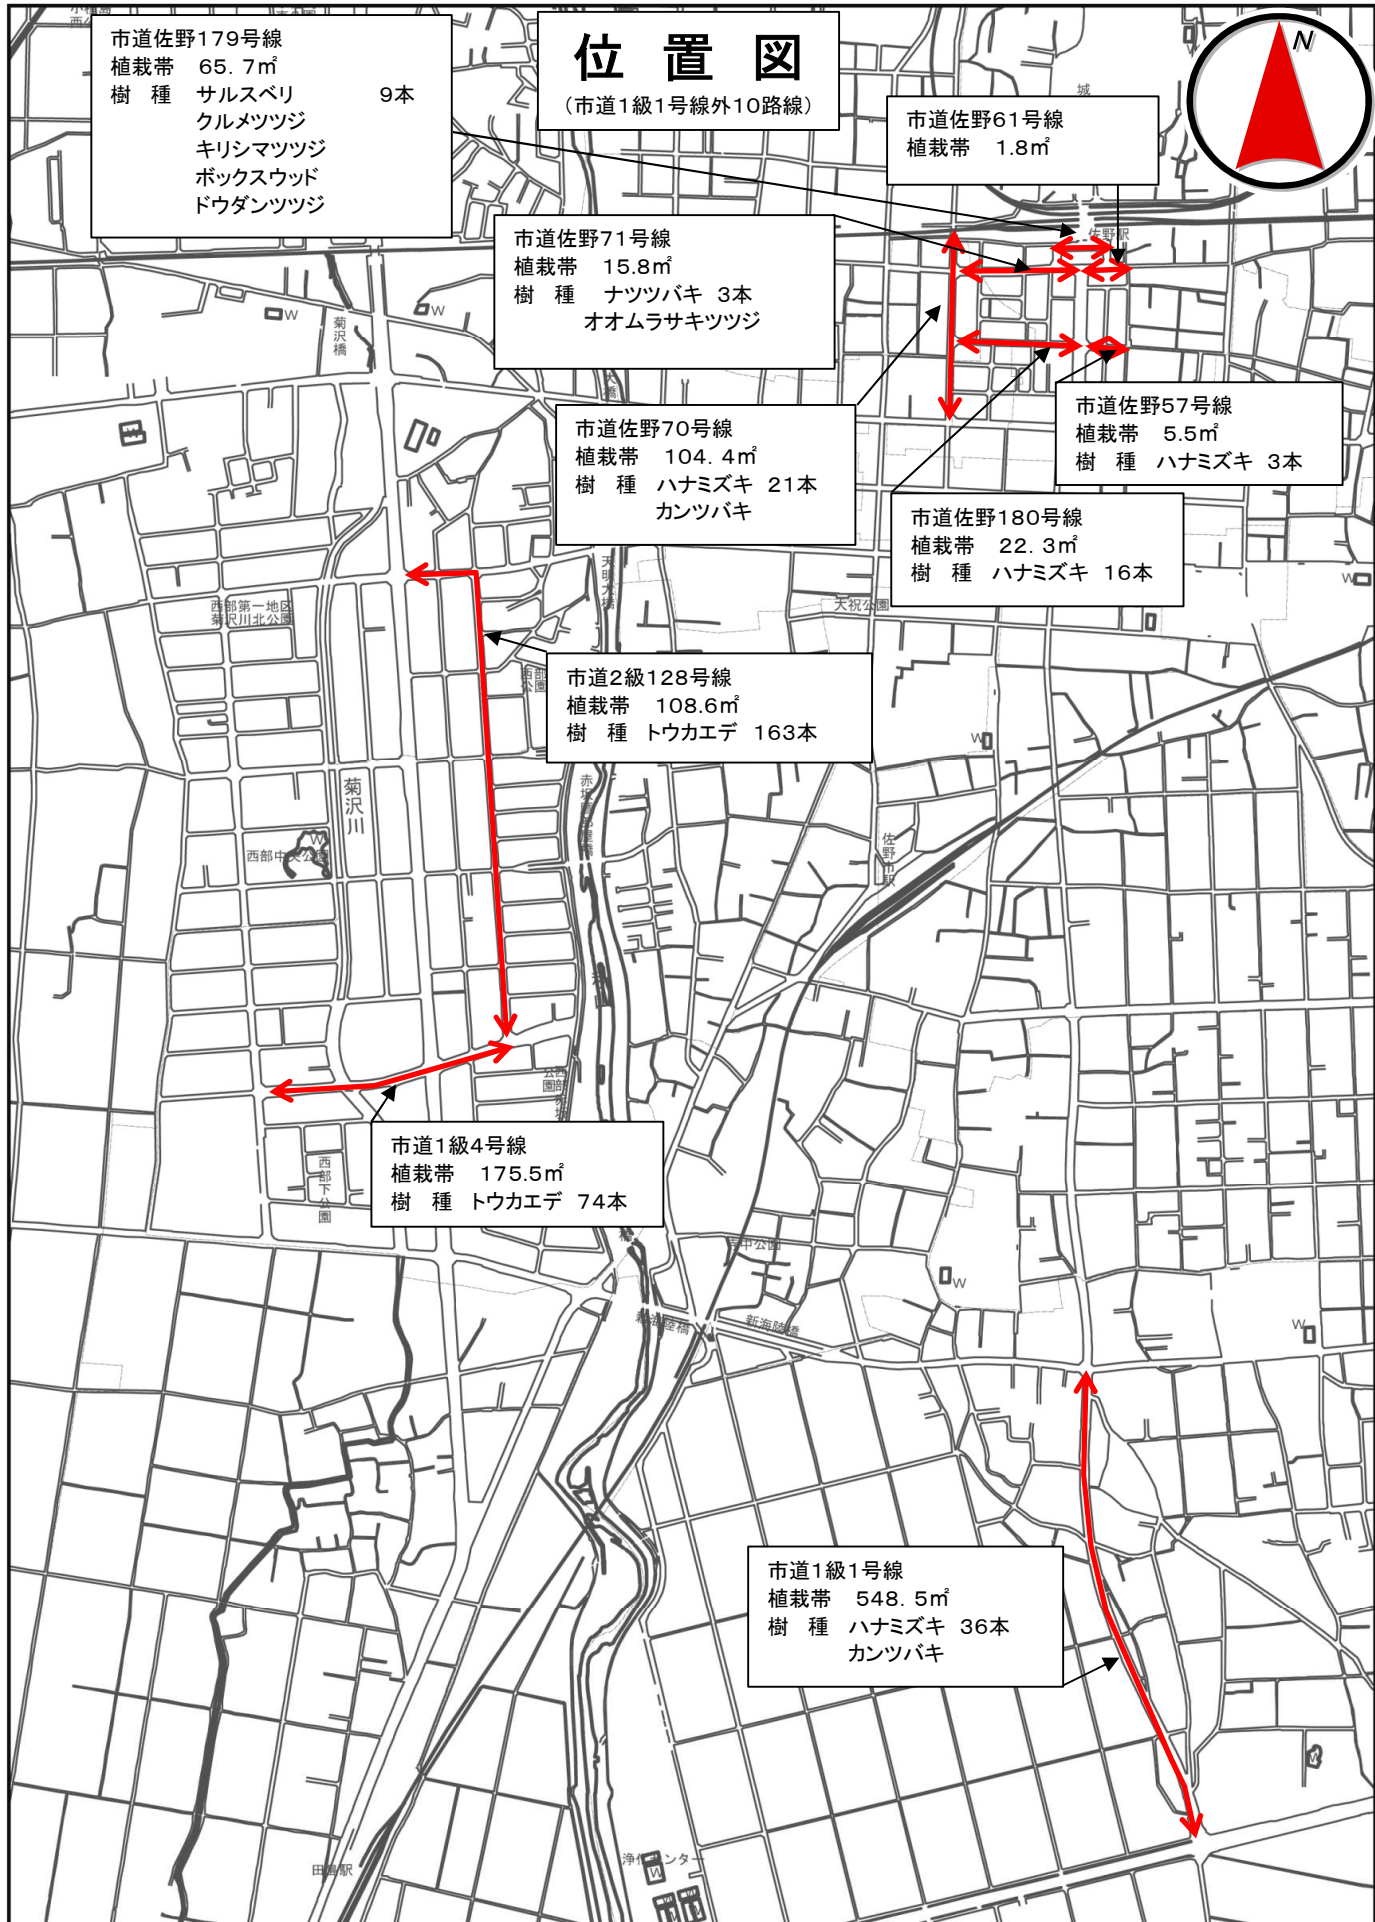 位 置 図
（市道1級1号線外10路線）
N
市道佐野179号線
植栽帯 65．7㎡
樹 種 サルスベリ 9本
クルメツツジ
キリシマツツジ
ボックスウッド
ドウダンツツジ
城
市道佐野61号線
植栽帯 1.8㎡
佐野駅
市道佐野71号線
植栽帯 15.8㎡
樹 種 ナツツバキ 3本
オオムラサキツツジ
W
W
菊沢橋
大橋
市道佐野57号線
植栽帯 5.5㎡
樹 種 ハナミズキ 3本
市道佐野70号線
植栽帯 104．4㎡
樹 種 ハナミズキ 21本
カンツバキ
市道佐野180号線
植栽帯 22．3㎡
樹 種 ハナミズキ 16本
天明大橋
W
大祝公園
西部第一地区
菊沢川北公園
市道2級128号線
植栽帯 108.6㎡
樹 種 トウカエデ 163本
W
菊沢川
佐野市駅
W
西部中央公園
市道1級4号線
植栽帯 175.5㎡
樹 種 トウカエデ 74本
西部下公園
W
新海陸橋
W
市道1級1号線
植栽帯 548．5㎡
樹 種 ハナミズキ 36本
カンツバキ
W
田島駅
浄化センター
W